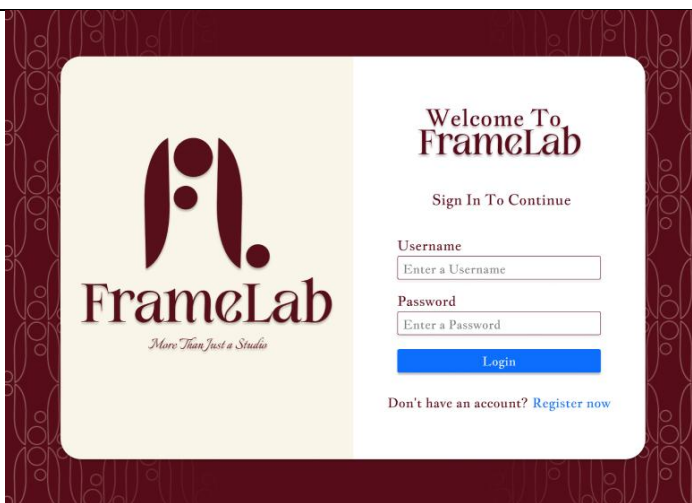 FrameLab
More Than Just a Studio
Welcome To
FrameLab
Sign In To Continue
Username
Enter a Username
Password
Enter a Password
Login
Don't have an account? Register now